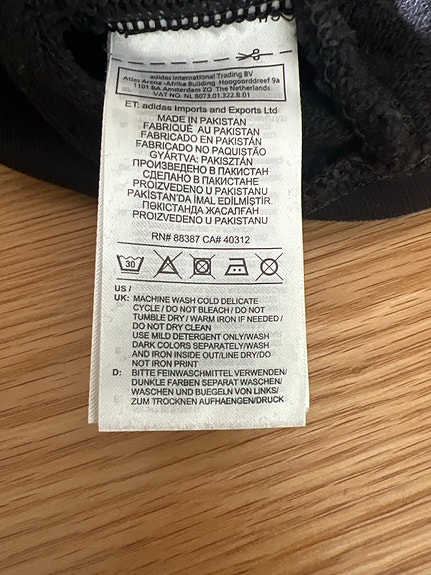 adidas International Trading BV
Atlas Arena -Afrika Building Hoogoorddreef 9a
1101 BA Amsterdam ZO The Netherlands
VAT NO. NL 8073.01.322.B.01
ET: adidas Imports and Exports Ltd
MADE IN PAKISTAN
FABRIQUÉ AU PAKISTAN
FABRICADO EN PAKISTÁN
FABRICADO NO PAQUISTÃO
GYÁRTVA: PAKISZTÁN
ПРОИЗВЕДЕНО В ПАКИСТАН
СДЕЛАНО В ПАКИСТАНЕ
PROIZVEDENO U PAKISTANU
PAKİSTAN'DA İMAL EDİLMİŞTİR.
ПӘКІСТАНДА ЖАСАЛҒАН
PROIZVEDENO U PAKISTANU
RN# 88387 CA# 40312
30
US /
UK: MACHINE WASH COLD DELICATE
CYCLE / DO NOT BLEACH / DO NOT
TUMBLE DRY / WARM IRON IF NEEDED /
DO NOT DRY CLEAN
USE MILD DETERGENT ONLY/WASH
DARK COLORS SEPARATELY/WASH
AND IRON INSIDE OUT/LINE DRY/DO
NOT IRON PRINT
D: BITTE FEINWASCHMITTEL VERWENDEN/
DUNKLE FARBEN SEPARAT WASCHEN/
WASCHEN UND BUEGELN VON LINKS/
ZUM TROCKNEN AUFHAENGEN/DRUCK